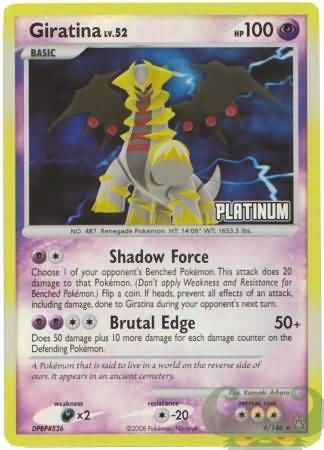 Giratina LV.52 HP100
BASIC
PLATINUM
NO. 487 Renegade Pokémon HT: 14'09" WT: 1653.5 lbs.
Shadow Force
Choose 1 of your opponent's Benched Pokémon. This attack does 20
damage to that Pokémon. (Don't apply Weakness and Resistance for
Benched Pokémon.) Flip a coin. If heads, prevent all effects of an attack,
including damage, done to Giratina during your opponent's next turn.
Brutal Edge 50+
Does 50 damage plus 10 more damage for each damage counter on the
Defending Pokémon.
A Pokémon that is said to live in a world on the reverse side of
ours. It appears in an ancient cemetery.
weakness resistance retreat cost
x2 -20
DPBP#526 ©2008 Pokémon